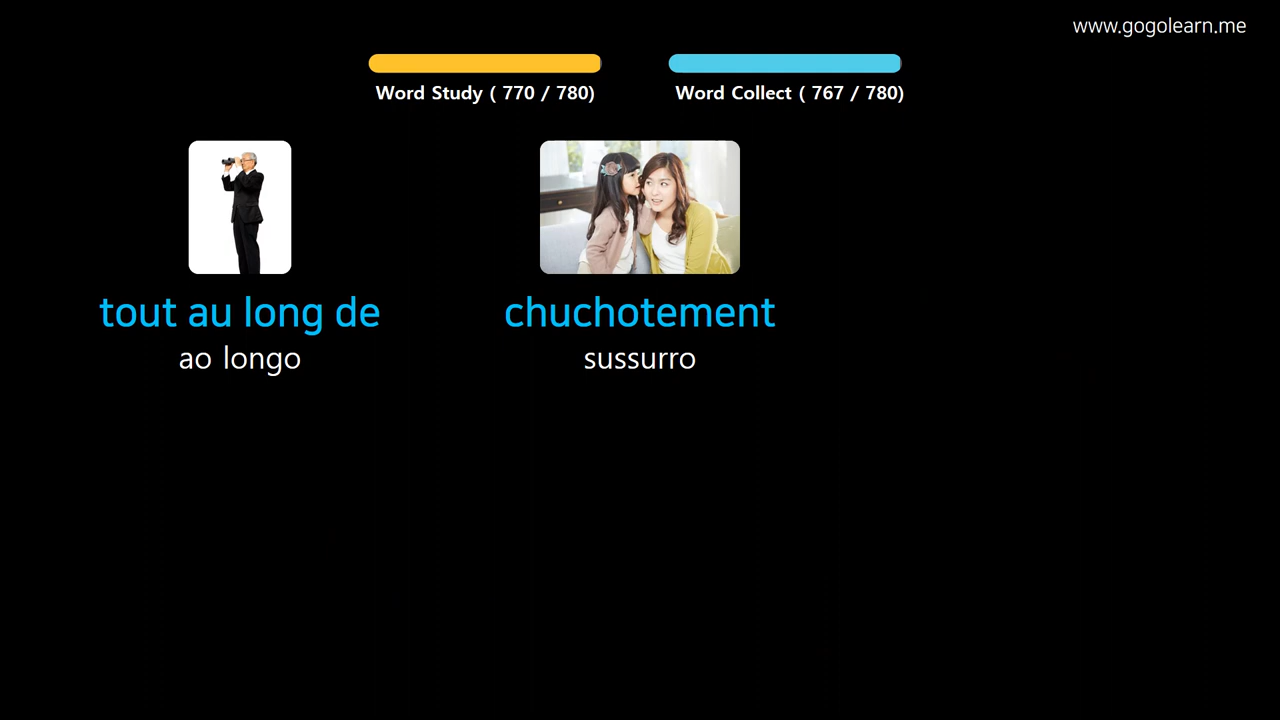 www.gogolearn.me
Word Study ( 770 / 780)
Word Collect ( 767 / 780)
tout au long de
ao longo
chuchotement
sussurro